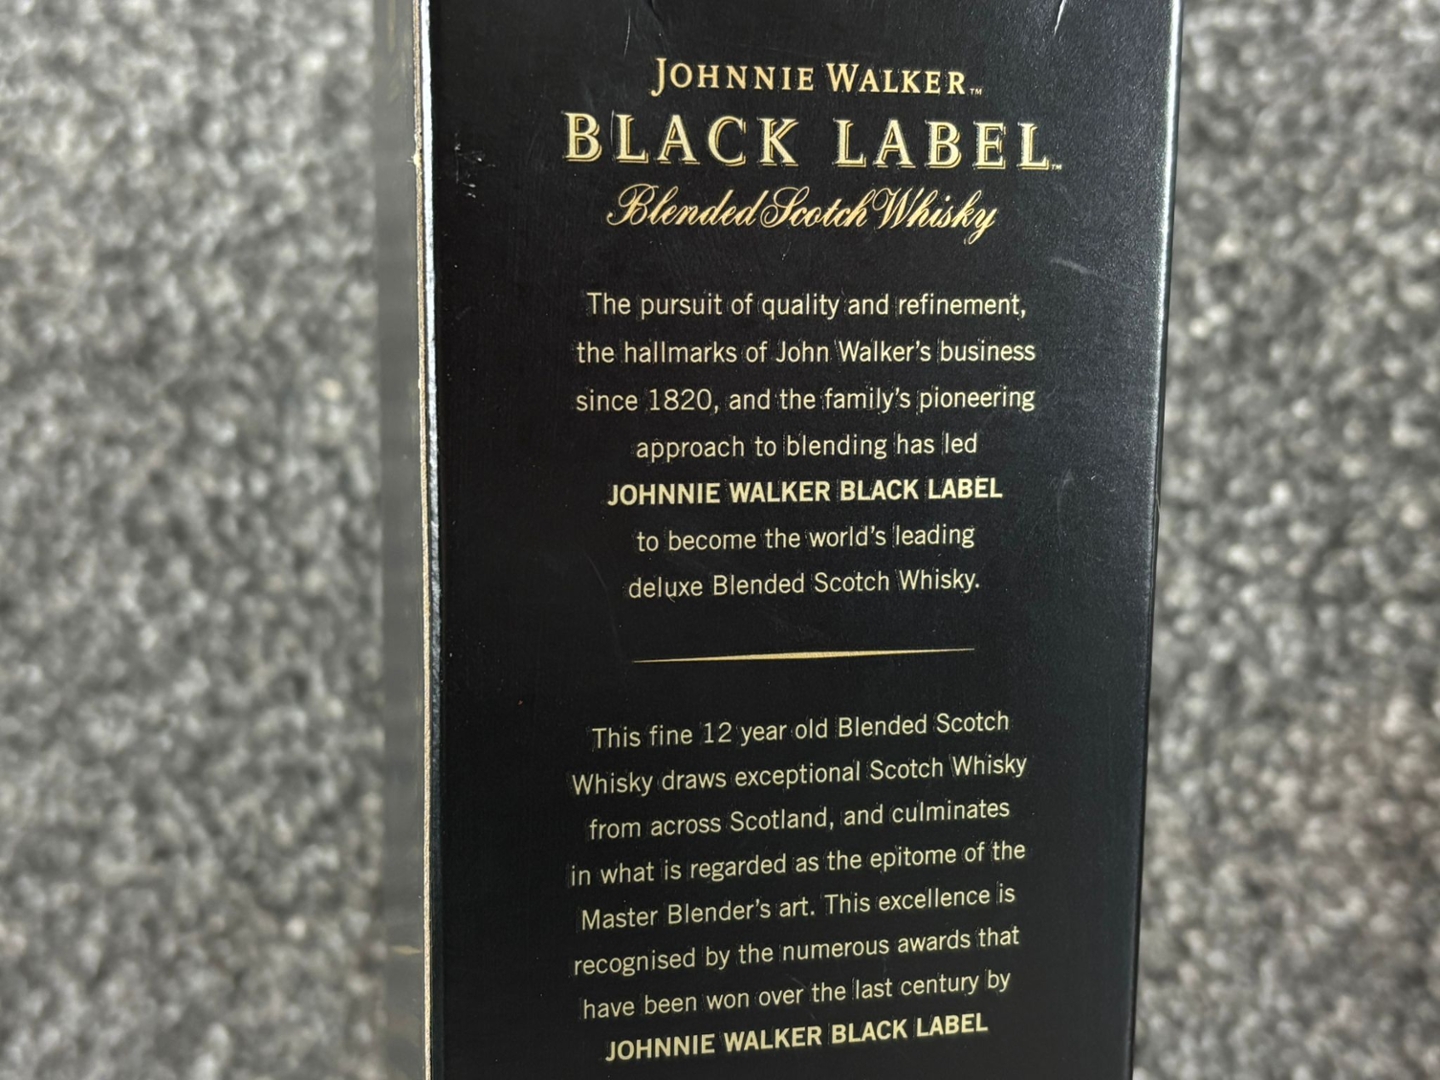 JOHNNIE WALKER™
BLACK LABEL™
Blended Scotch Whisky
The pursuit of quality and refinement,
the hallmarks of John Walker's business
since 1820, and the family's pioneering
approach to blending has led
JOHNNIE WALKER BLACK LABEL
to become the world's leading
deluxe Blended Scotch Whisky.
This fine 12 year old Blended Scotch
Whisky draws exceptional Scotch Whisky
from across Scotland, and culminates
in what is regarded as the epitome of the
Master Blender's art. This excellence is
recognised by the numerous awards that
have been won over the last century by
JOHNNIE WALKER BLACK LABEL